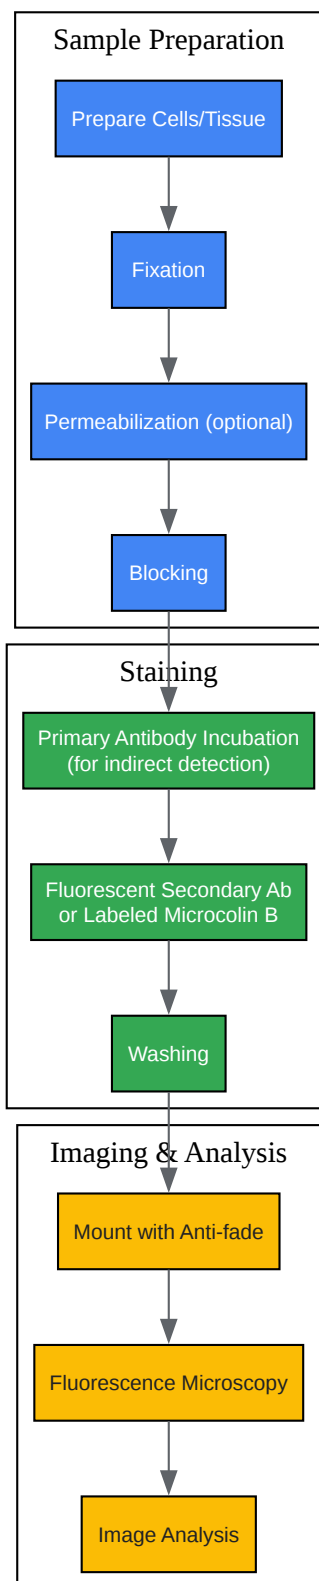 Sample Preparation
Prepare Cells/Tissue
Fixation
Permeabilization (optional)
Blocking
Staining
Primary Antibody Incubation
(for indirect detection)
Fluorescent Secondary Ab
or Labeled Microcolin B
Washing
Imaging & Analysis
Mount with Anti-fade
Fluorescence Microscopy
Image Analysis